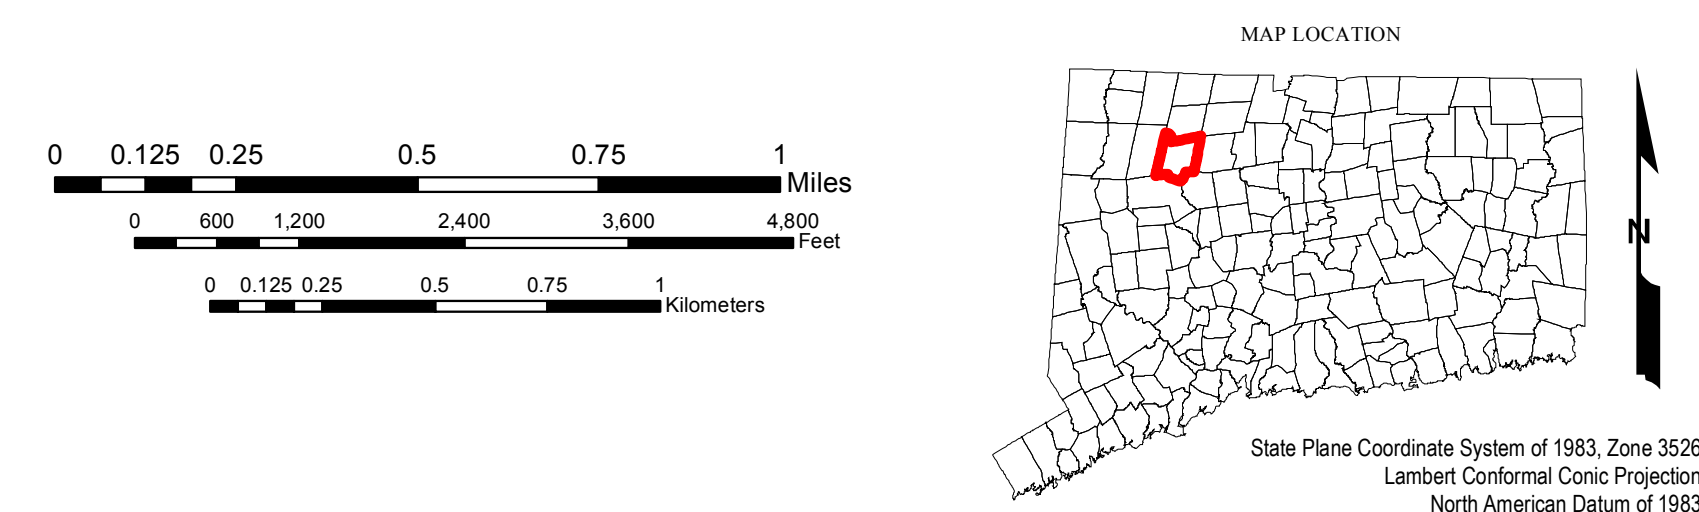 MAP LOCATION
0 0.125 0.25 0.5 0.75 1
Miles
0 600 1,200 2,400 3,600 4,800
Feet
0 0.125 0.25 0.5 0.75 1
Kilometers
N
State Plane Coordinate System of 1983, Zone 3526
Lambert Conformal Conic Projection
North American Datum of 1983